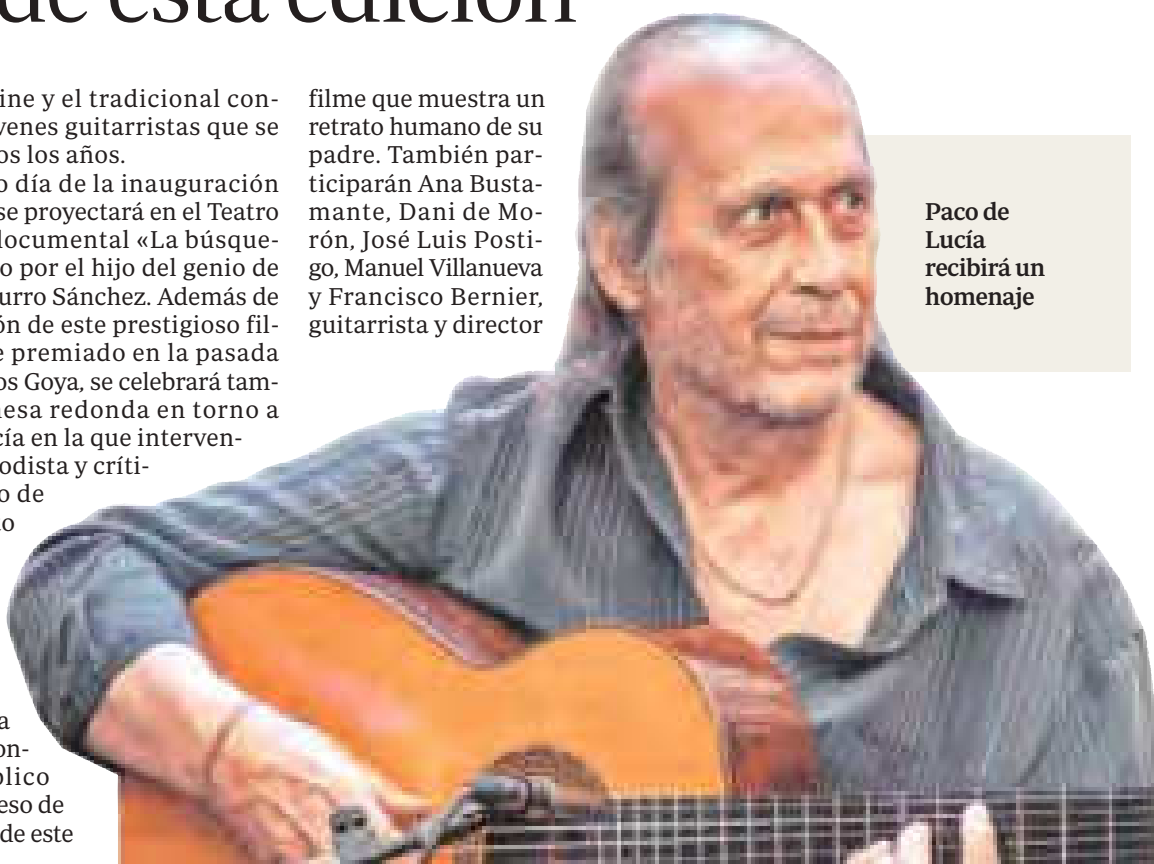 de esta edición
ine y el tradicional con-
venes guitarristas que se
os los años.
o día de la inauguración
se proyectará en el Teatro
documental «La búsque-
o por el hijo del genio de
urro Sánchez. Además de
ón de este prestigioso fil-
e premiado en la pasada
os Goya, se celebrará tam-
nesa redonda en torno a
cía en la que interven-
odista y críti-
o de
lo
a
on-
blico
eso de
de este
filme que muestra un
retrato humano de su
padre. También par-
ticiparán Ana Busta-
mante, Dani de Mo-
rón, José Luis Posti-
go, Manuel Villanueva
y Francisco Bernier,
guitarrista y director
Paco de
Lucía
recibirá un
homenaje